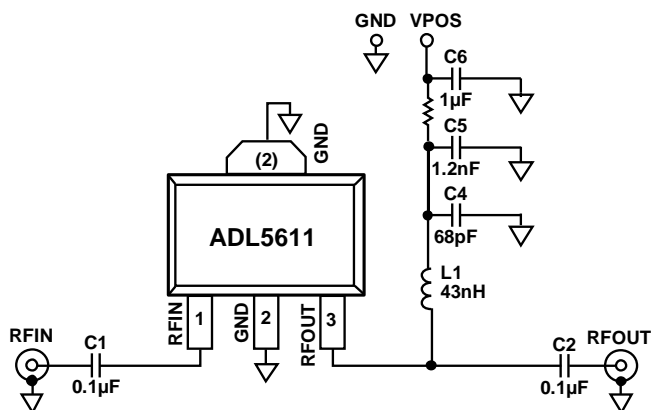 GND VPOS
C6
1µF
C5
1.2nF
C4
68pF
L1
43nH
(2)
GND
ADL5611
RFIN
1
GND
2
RFOUT
3
RFIN
C1
0.1µF
C2
0.1µF
RFOUT